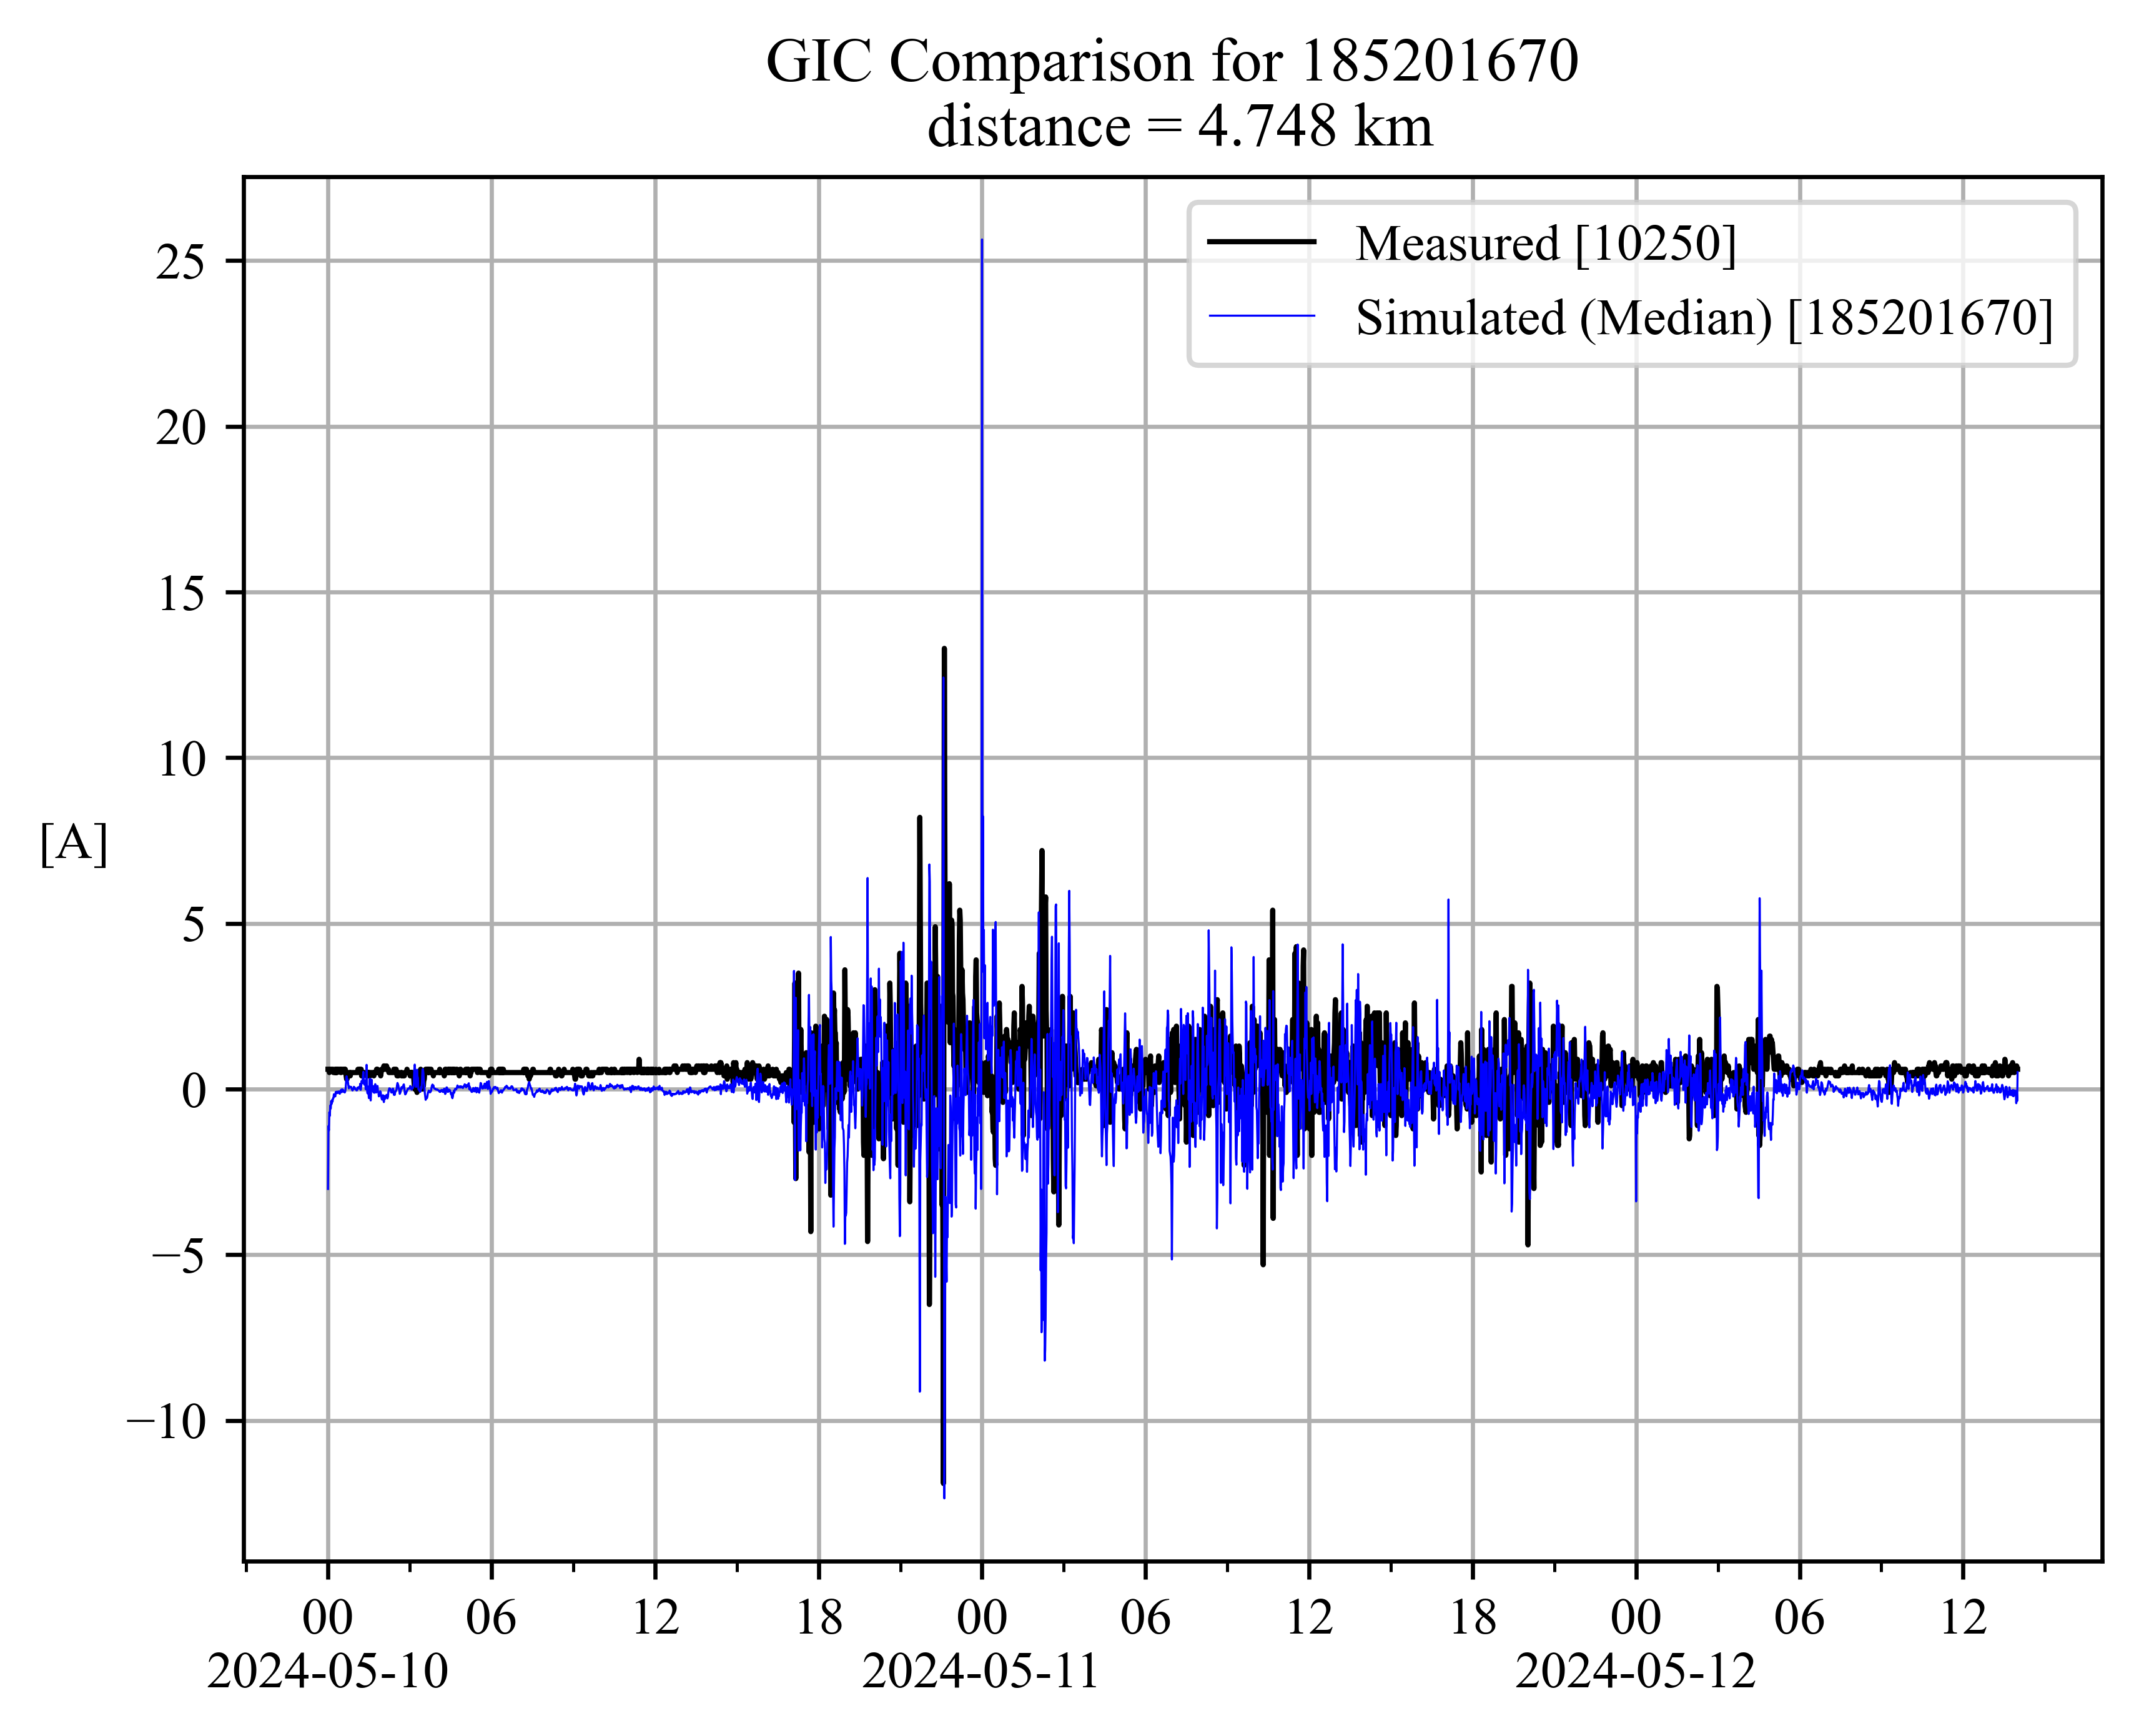 GIC Comparison for 185201670
distance = 4.748 km
Measured [10250]
Simulated (Median) [185201670]
25
20
15
10
[A]
5
0
−5
−10
00 06 12 18 00 06 12 18 00 06 12
2024-05-10 2024-05-11 2024-05-12